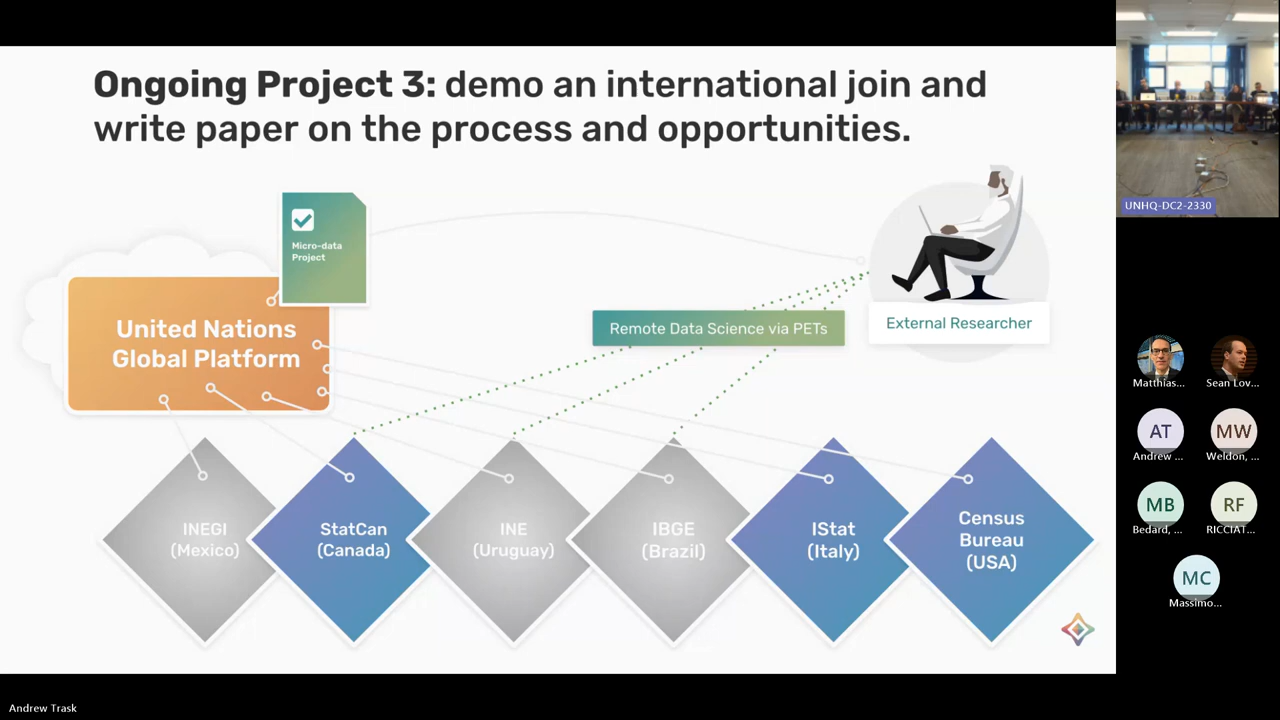 Ongoing Project 3: demo an international join and
write paper on the process and opportunities.
Micro-data
Project
United Nations
Global Platform
Remote Data Science via PETs
External Researcher
INEGI
(Mexico)
StatCan
(Canada)
INE
(Uruguay)
IBGE
(Brazil)
IStat
(Italy)
Census
Bureau
(USA)
UNHQ-DC2-2330
Matthias...
Sean Lov...
AT
Andrew ...
MW
Weldon, ...
MB
Bedard, ...
RF
RICCIAT...
MC
Massimo...
Andrew Trask